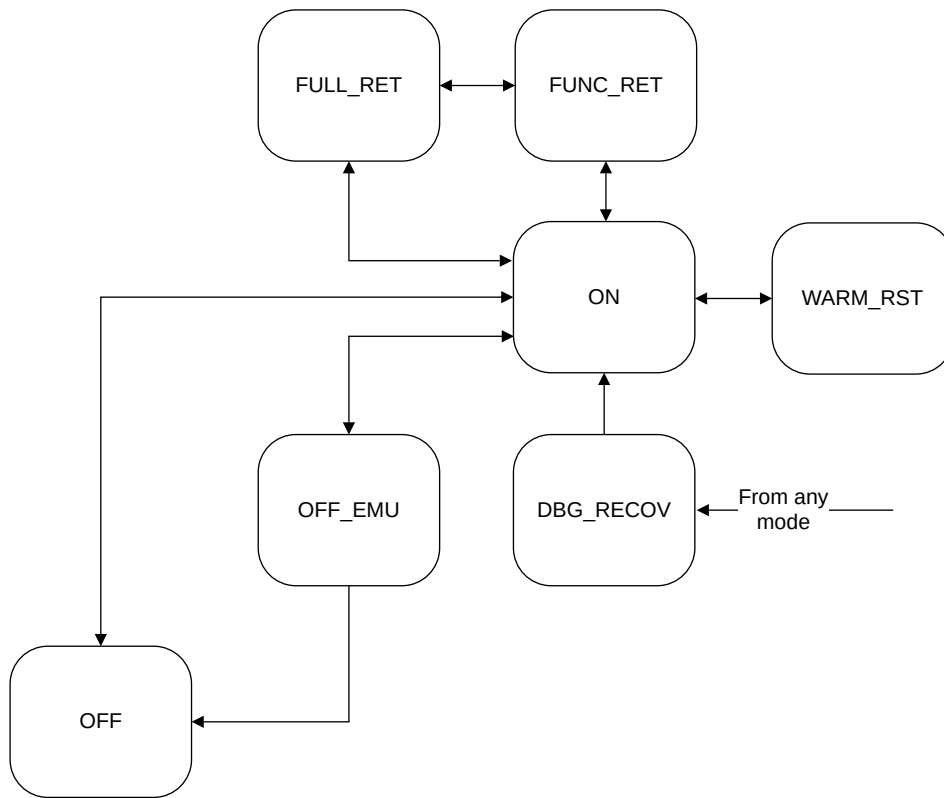 FULL_RET
FUNC_RET
ON
WARM_RST
OFF_EMU
DBG_RECOV
From any
mode
OFF